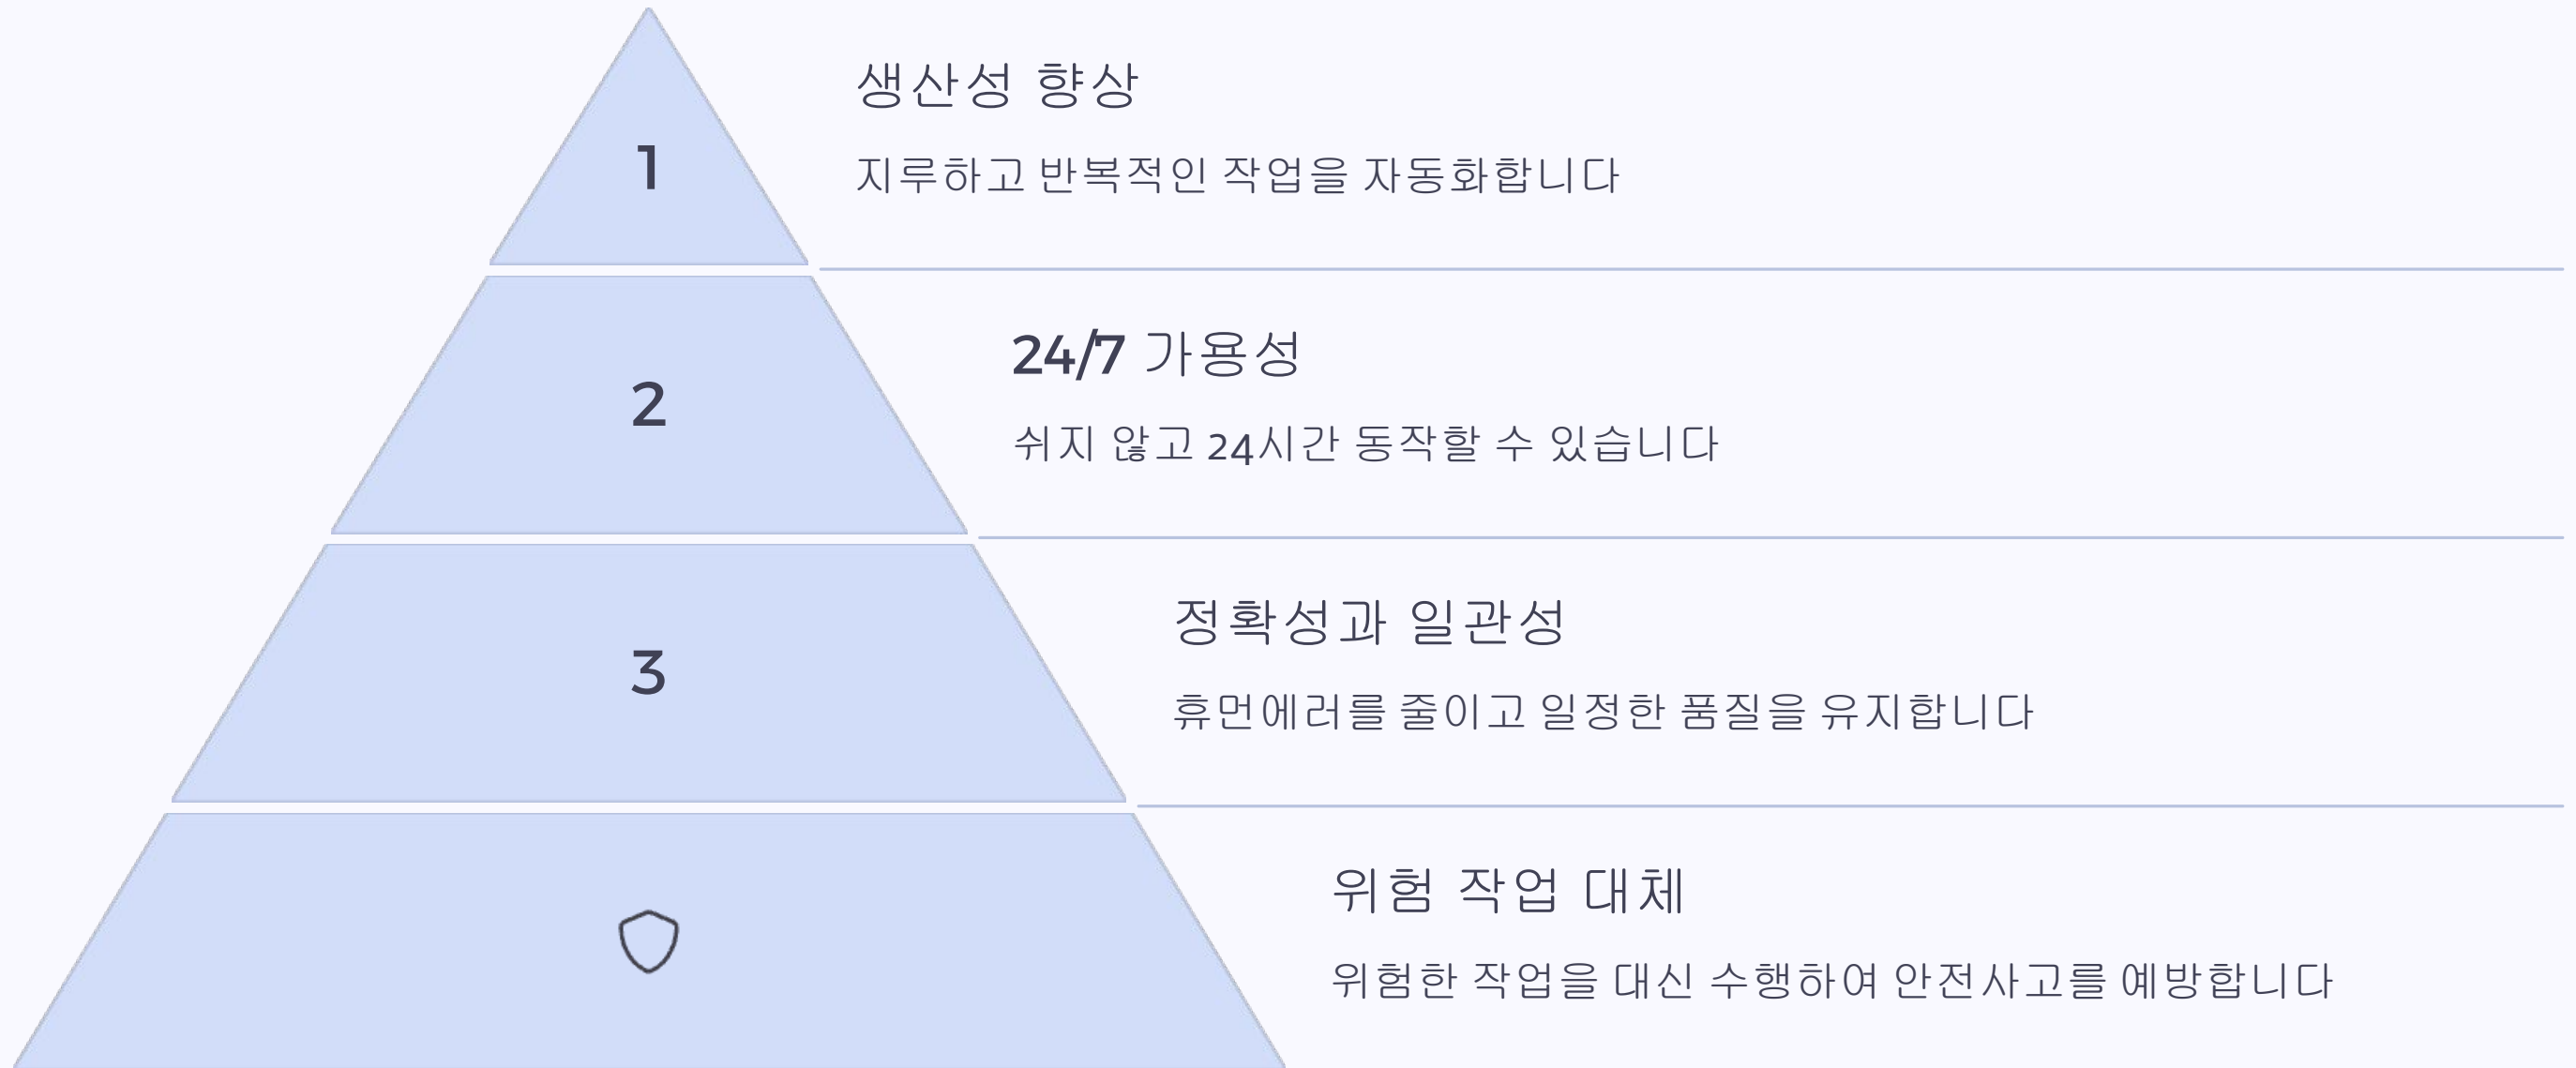 1
생산성 향상
지루하고 반복적인 작업을 자동화합니다
2
24/7 가용성
쉬지 않고 24시간 동작할 수 있습니다
3
정확성과 일관성
휴먼에러를 줄이고 일정한 품질을 유지합니다
위험 작업 대체
위험한 작업을 대신 수행하여 안전사고를 예방합니다